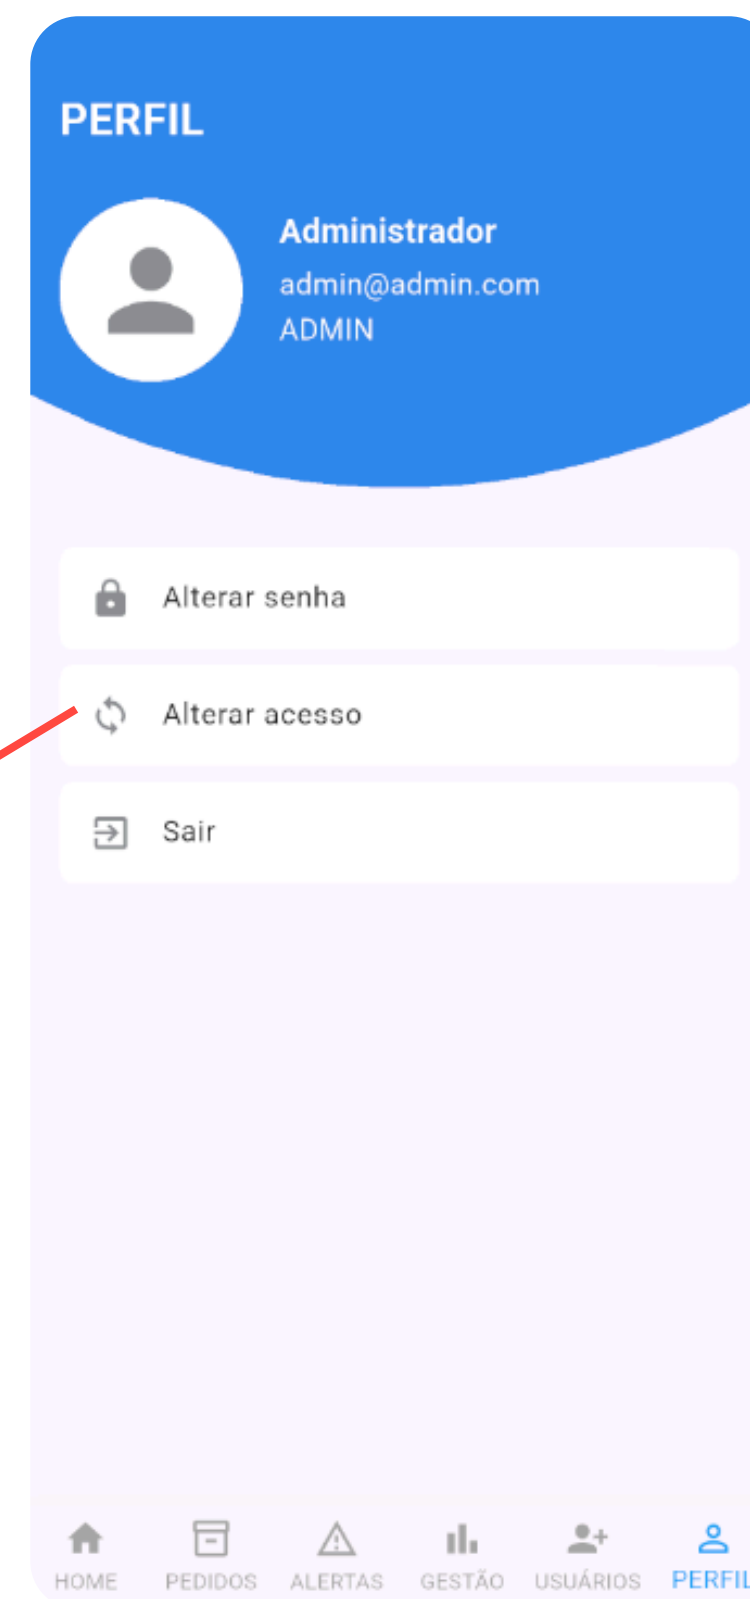 PERFIL
Administrador
admin@admin.com
ADMIN
Alterar senha
Alterar acesso
Sair
HOME PEDIDOS ALERTAS GESTÃO USUÁRIOS PERFIL